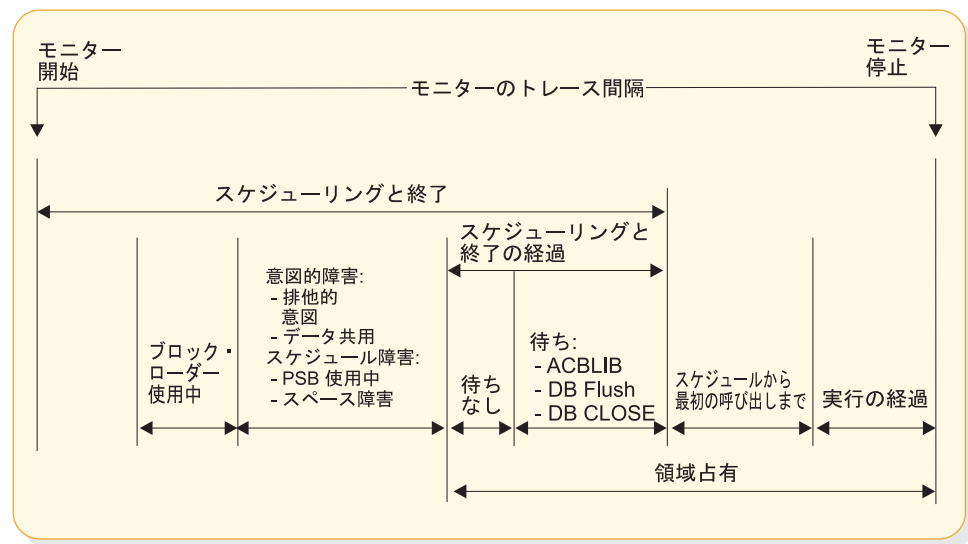 モニター
開始
モニター
停止
モニターのトレース間隔
スケジューリングと終了
スケジューリングと
終了の経過
意図的障害:
- 排他的
意図
- データ共用
スケジュール障害:
- PSB 使用中
- スペース障害
ブロック・
ローダー
使用中
待ち
なし
待ち:
- ACBLIB
- DB Flush
- DB CLOSE
スケジュールから
最初の呼び出しまで
実行の経過
領域占有